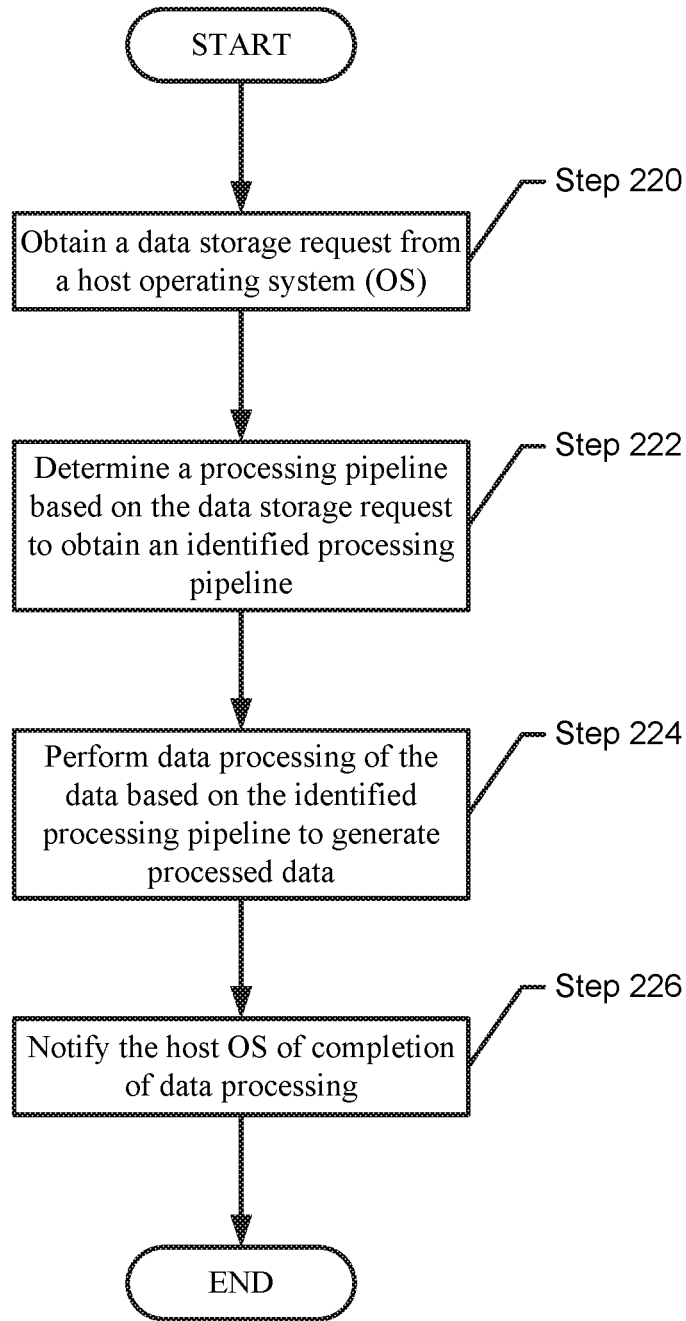 START
Step 220
Obtain a data storage request from
a host operating system (OS)
Step 222
Determine a processing pipeline
based on the data storage request
to obtain an identified processing
pipeline
Step 224
Perform data processing of the
data based on the identified
processing pipeline to generate
processed data
Step 226
Notify the host OS of completion
of data processing
END